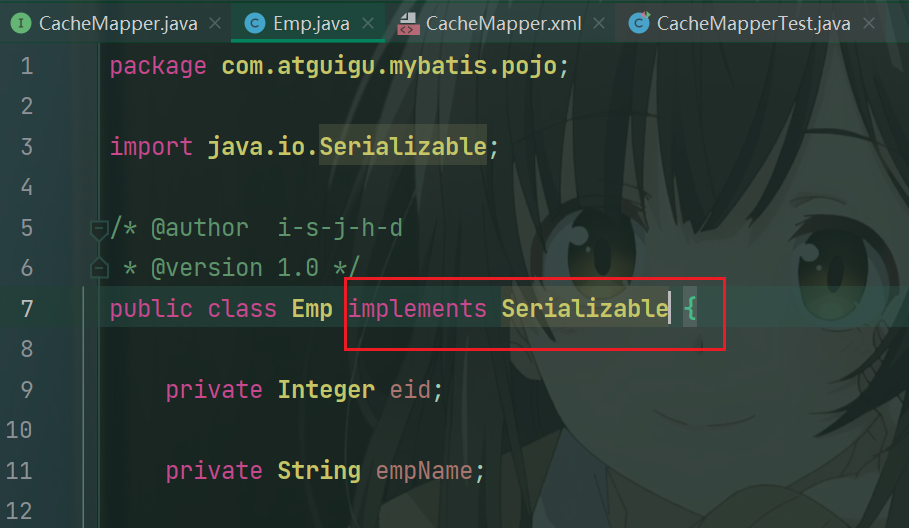 CacheMapper.java Emp.java CacheMapper.xml CacheMapperTest.java
1 package com.atguigu.mybatis.pojo;
2
3 import java.io.Serializable;
4
5 /* @author  i-s-j-h-d
6  * @version 1.0 */
7 public class Emp implements Serializable {
8
9     private Integer eid;
10
11     private String empName;
12